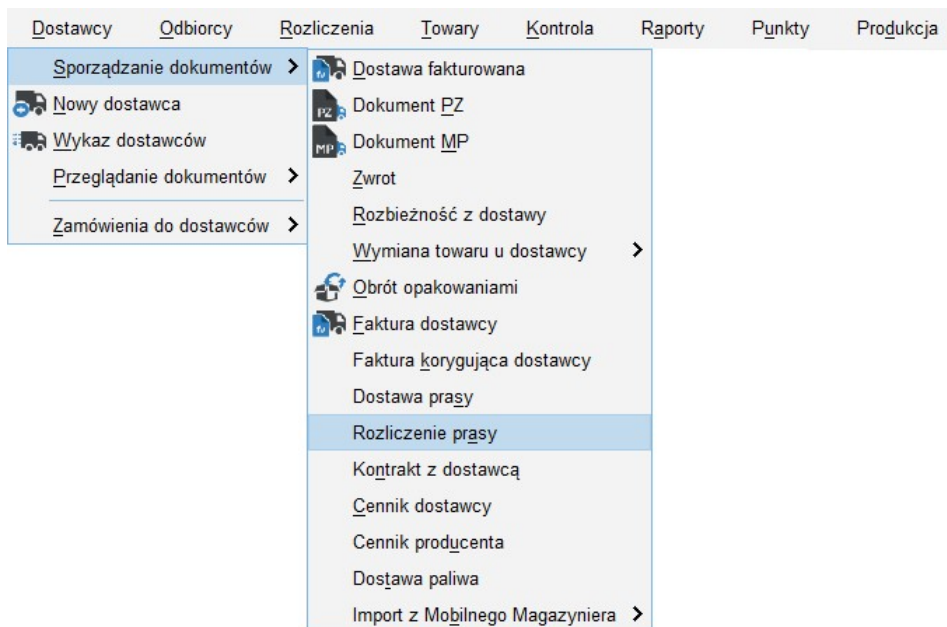 Dostawcy Odbiorcy Rozliczenia Towary Kontrola Raporty Punkty Produkcja
Sporządzanie dokumentów
Nowy dostawca
Wykaz dostawców
Przeglądanie dokumentów
Zamówienia do dostawców
Dostawa fakturowana
PZ Dokument PZ
MP Dokument MP
Zwrot
Rozbieżność z dostawy
Wymiana towaru u dostawcy
Obrót opakowaniami
Faktura dostawcy
Faktura korygująca dostawcy
Dostawa prasy
Rozliczenie prasy
Kontrakt z dostawcą
Cennik dostawcy
Cennik producenta
Dostawa paliwa
Import z Mobilnego Magazyniera